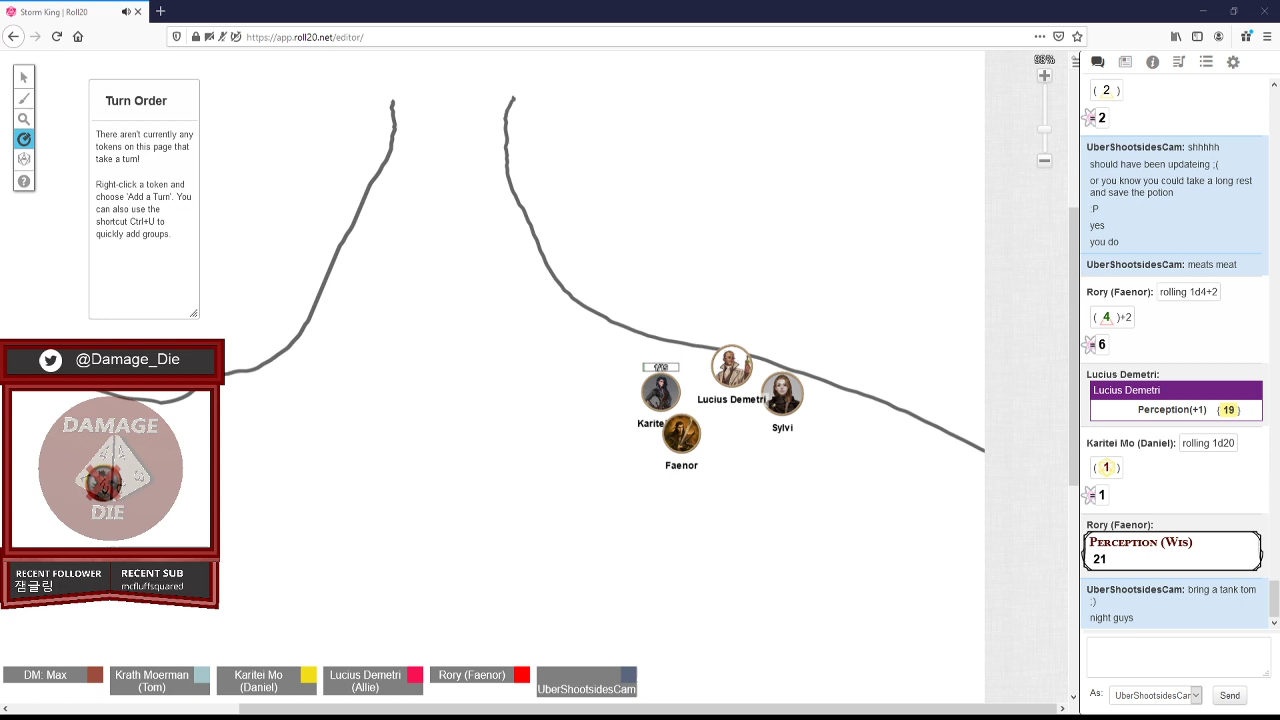 Storm King | Roll20
https://app.roll20.net/editor/
Turn Order
There aren't currently any
tokens on this page that
take a turn!
Right-click a token and
choose 'Add a Turn'. You
can also use the
shortcut Ctrl+U to
quickly add groups.
@Damage_Die
DAMAGE
DIE
RECENT FOLLOWER
잼글링
RECENT SUB
mcfluffsquared
Lucius Demetri
Sylvi
Faenor
DM: Max
Krath Moerman
(Tom)
Karitei Mo
(Daniel)
Lucius Demetri
(Allie)
Rory (Faenor)
UberShootsidesCam
( 2 )
=2
UberShootsidesCam: shhhhh
should have been updateing :(
or you know you could take a long rest
and save the potion
:P
yes
you do
UberShootsidesCam: meats meat
Rory (Faenor): rolling 1d4+2
( 4 )+2
6
Lucius Demetri:
Lucius Demetri
Perception(+1) 19
Karitei Mo (Daniel): rolling 1d20
( 1 )
=1
Rory (Faenor):
Perception (Wis)
21
UberShootsidesCam: bring a tank tom
;)
night guys
As: UberShootsidesCar
Send